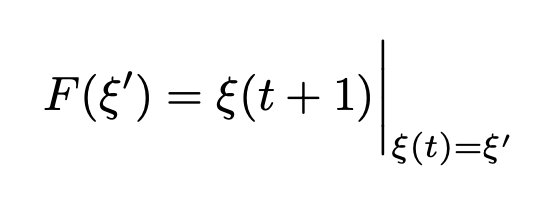 F(ξ′) = ξ(t + 1)|ξ(t)=ξ′